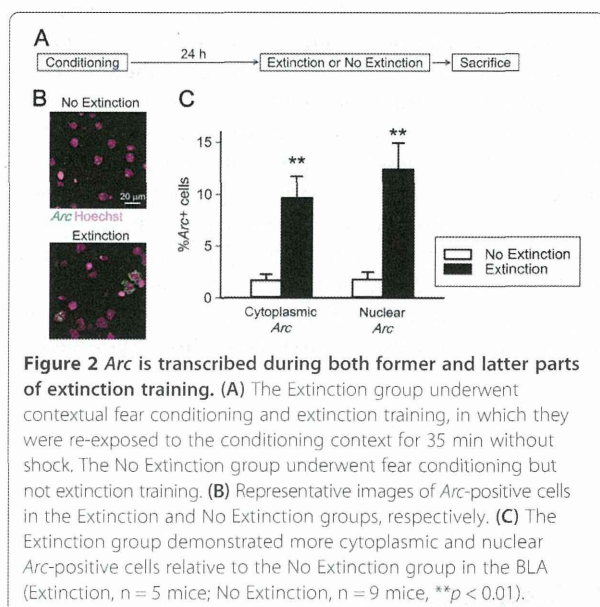 A
Conditioning 24 h Extinction or No Extinction Sacrifice
B
No Extinction
20 μm
Arc Hoechst
Extinction
C
15
10
5
0
%Arc+ cells
**
**
Cytoplasmic Arc
Nuclear Arc
No Extinction
Extinction
Figure 2 Arc is transcribed during both former and latter parts
of extinction training. (A) The Extinction group underwent
contextual fear conditioning and extinction training, in which they
were re-exposed to the conditioning context for 35 min without
shock. The No Extinction group underwent fear conditioning but
not extinction training. (B) Representative images of Arc-positive cells
in the Extinction and No Extinction groups, respectively. (C) The
Extinction group demonstrated more cytoplasmic and nuclear
Arc-positive cells relative to the No Extinction group in the BLA
(Extinction, n = 5 mice; No Extinction, n = 9 mice, **p < 0.01).